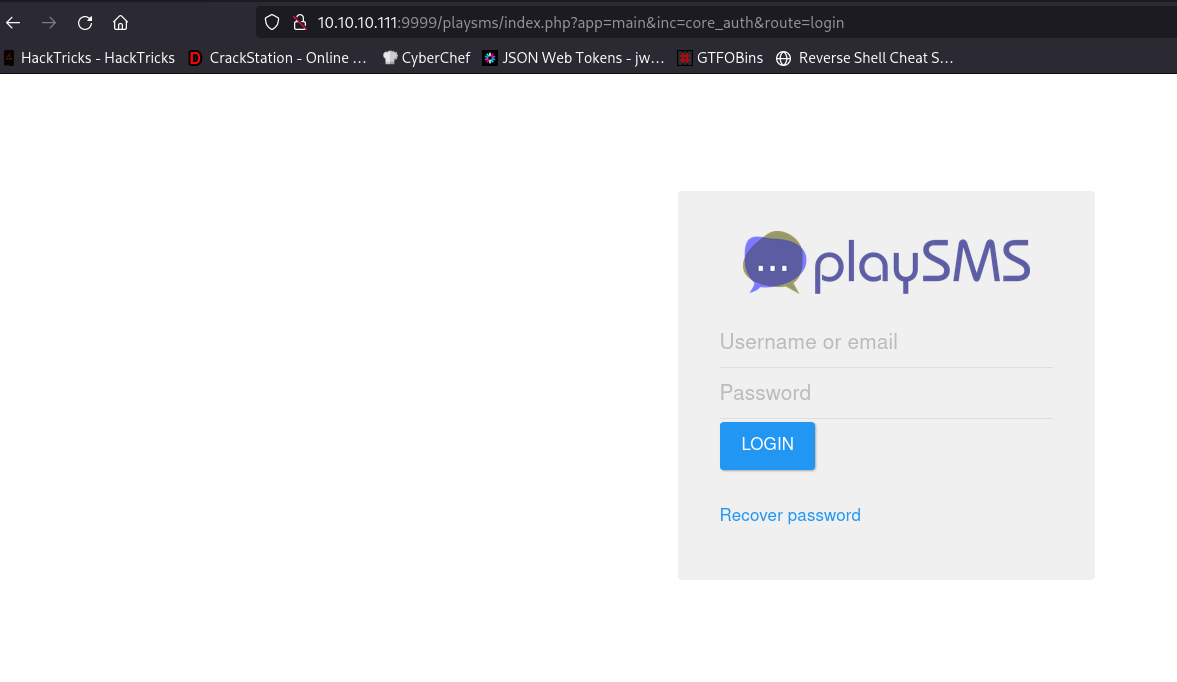 10.10.10.111:9999/playsms/index.php?app=main&inc=core_auth&route=login
HackTricks - HackTricks CrackStation - Online ... CyberChef JSON Web Tokens - jw... GTFOBins Reverse Shell Cheat S...
... playSMS
Username or email
Password
LOGIN
Recover password